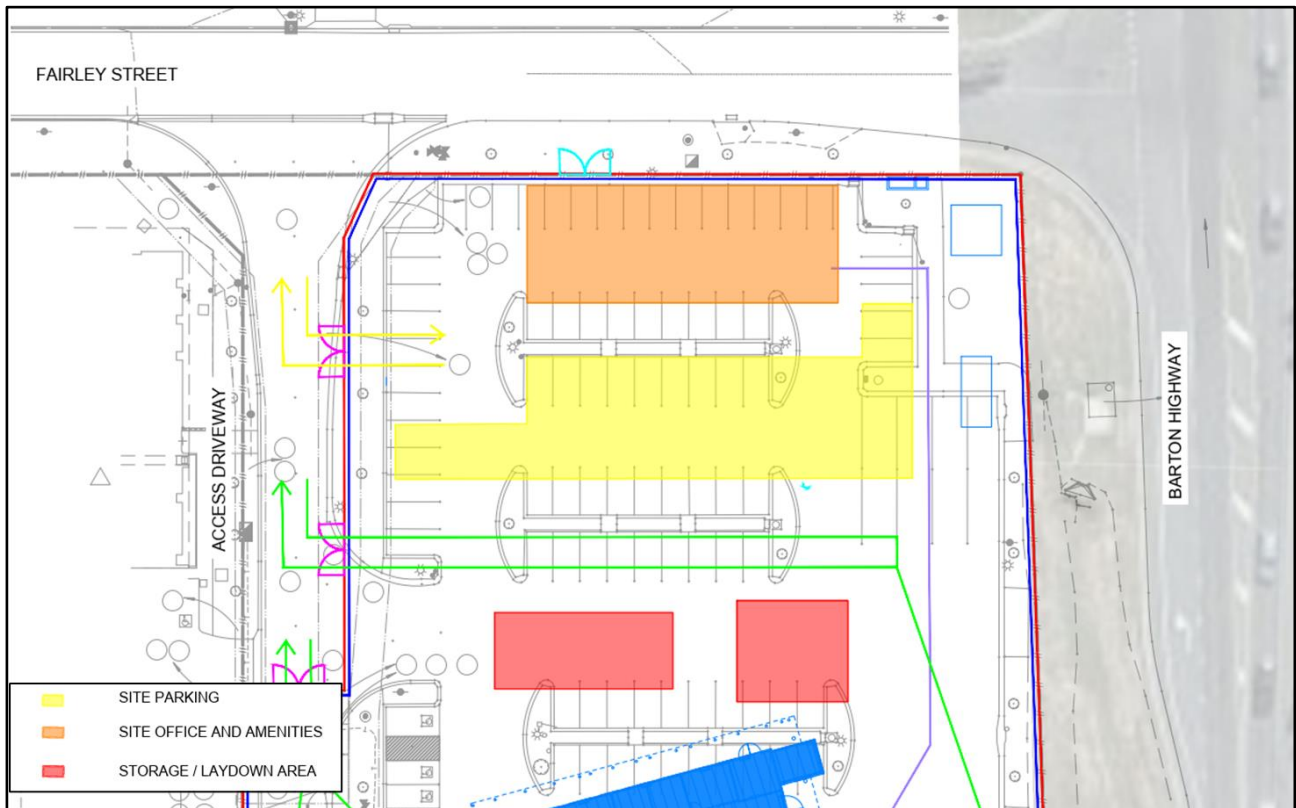 FAIRLEY STREET
ACCESS DRIVEWAY
BARTON HIGHWAY
SITE PARKING
SITE OFFICE AND AMENITIES
STORAGE / LAYDOWN AREA